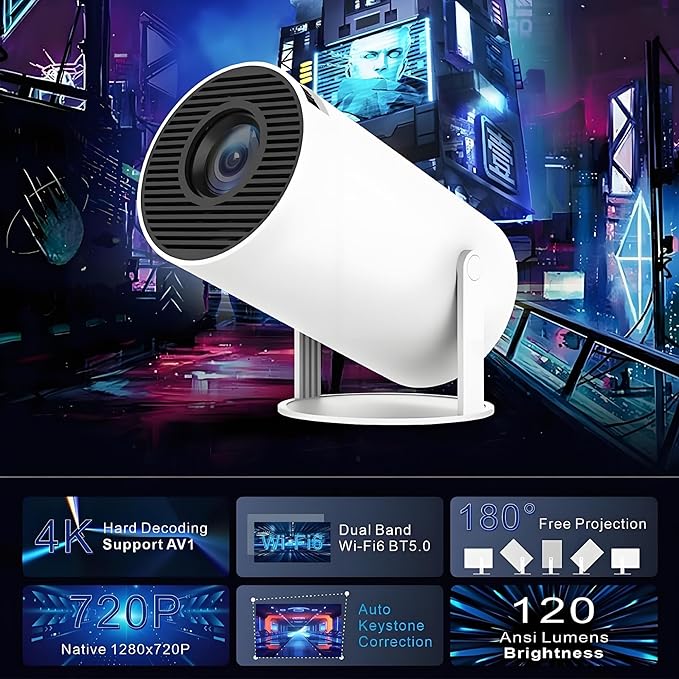 4K
Hard Decoding
Support AV1
Wi-Fi6
Dual Band
Wi-Fi6 BT5.0
180°
Free Projection
720P
Native 1280x720P
Auto
Keystone
Correction
120
Ansi Lumens
Brightness